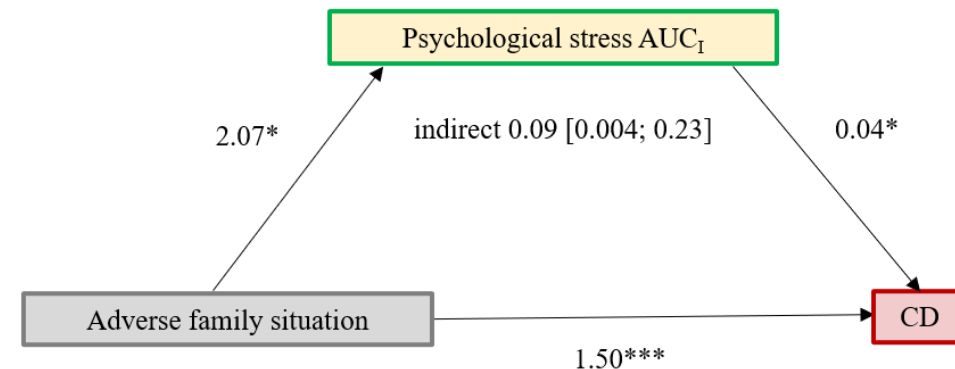 Psychological stress AUCI
2.07*
indirect 0.09 [0.004; 0.23]
0.04*
Adverse family situation
CD
1.50***